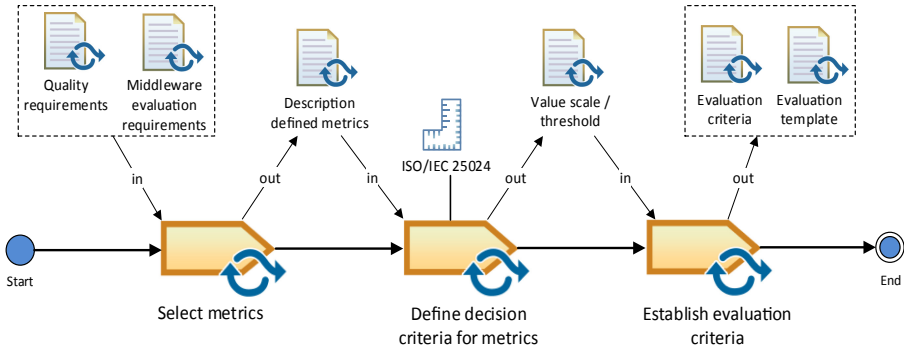 Quality
requirements
Middleware
evaluation
requirements
Description
defined metrics
ISO/IEC 25024
Value scale /
threshold
Evaluation
criteria
Evaluation
template
in
out
in
out
in
out
Start
End
Select metrics
Define decision
criteria for metrics
Establish evaluation
criteria